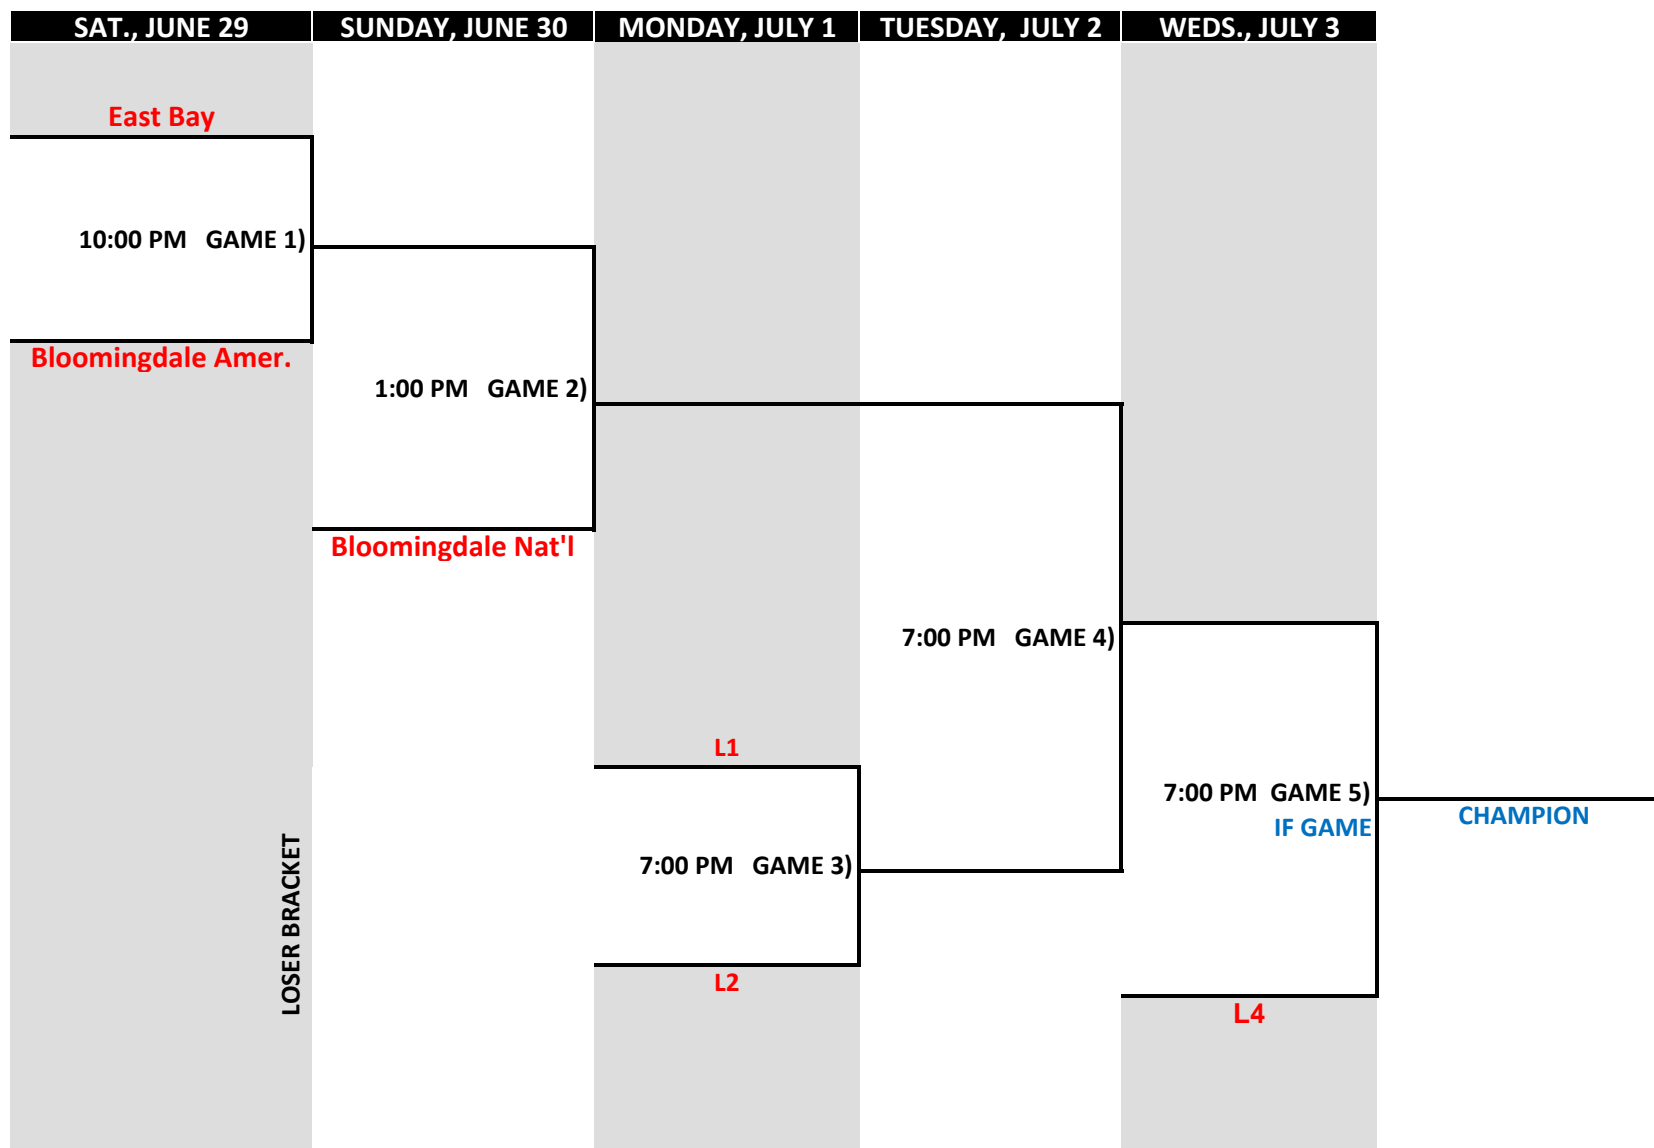 SAT., JUNE 29
SUNDAY, JUNE 30
MONDAY, JULY 1
TUESDAY,  JULY 2
WEDS., JULY 3
East Bay
10:00 PM   GAME 1)
Bloomingdale Amer.
1:00 PM   GAME 2)
Bloomingdale Nat'l
7:00 PM   GAME 4)
L1
7:00 PM  GAME 5)
IF GAME
CHAMPION
LOSER BRACKET
7:00 PM   GAME 3)
L2
L4